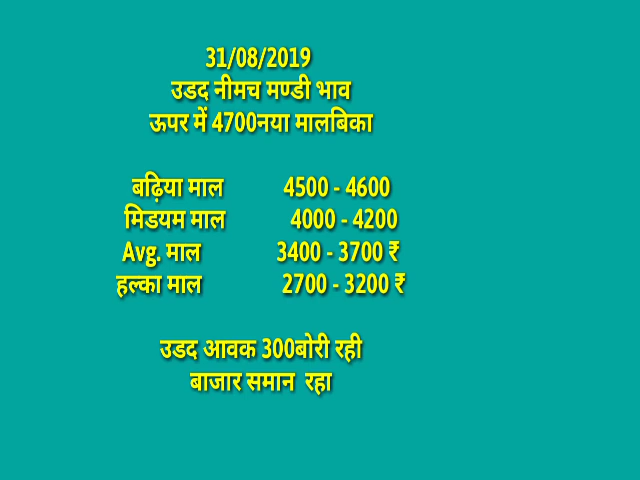 31/08/2019
उडद नीमच मण्डी भाव
ऊपर में 4700नया मालबिका
बढ़िया माल 4500 - 4600
मिडयम माल 4000 - 4200
Avg. माल 3400 - 3700 ₹
हल्का माल 2700 - 3200 ₹
उडद आवक 300बोरी रही
बाजार समान रहा